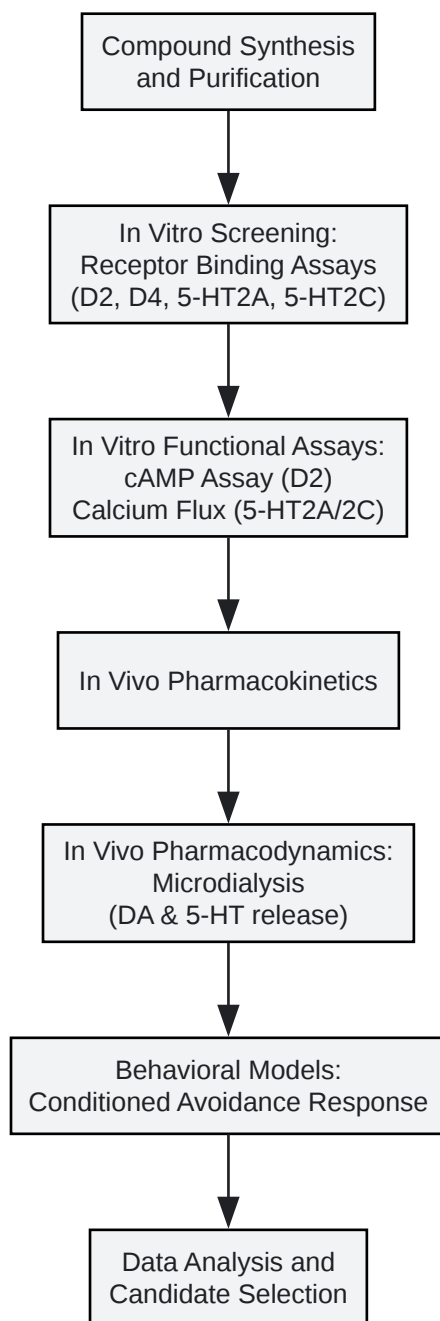 Compound Synthesis
and Purification
In Vitro Screening:
Receptor Binding Assays
(D2, D4, 5-HT2A, 5-HT2C)
In Vitro Functional Assays:
cAMP Assay (D2)
Calcium Flux (5-HT2A/2C)
In Vivo Pharmacokinetics
In Vivo Pharmacodynamics:
Microdialysis
(DA & 5-HT release)
Behavioral Models:
Conditioned Avoidance Response
Data Analysis and
Candidate Selection